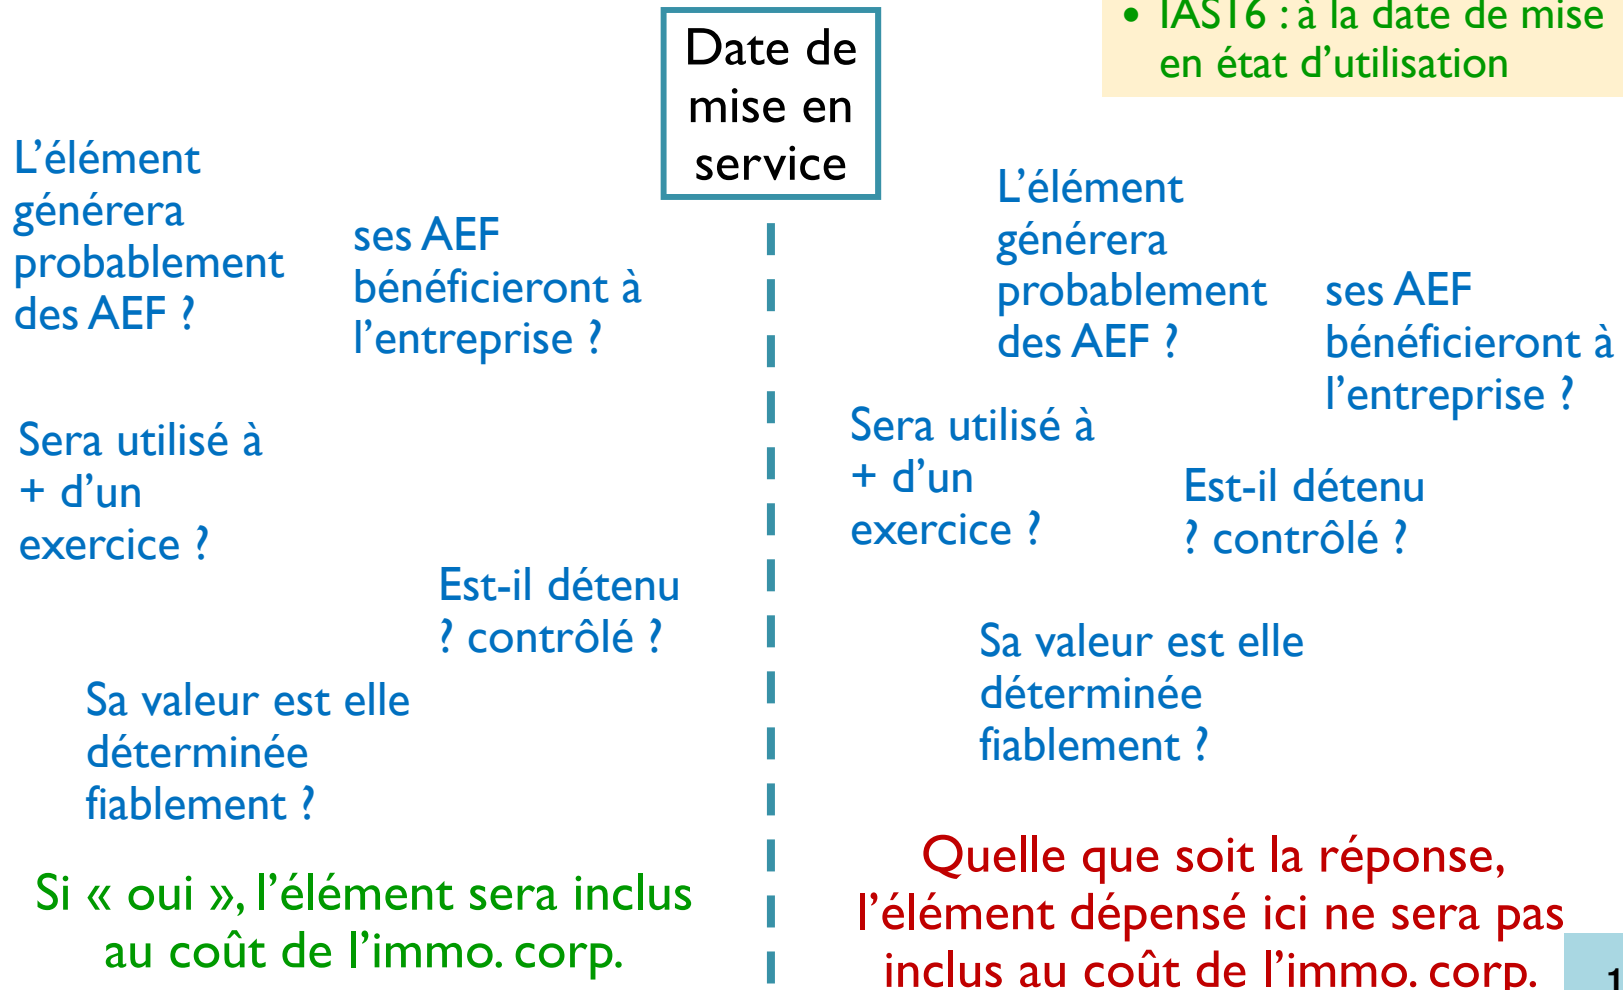 Date de
mise en
service
• IAS16 : à la date de mise
en état d’utilisation
L’élément
générera
probablement
des AEF ?
ses AEF
bénéficieront à
l’entreprise ?
Sera utilisé à
+ d’un
exercice ?
Est-il détenu
? contrôlé ?
Sa valeur est elle
déterminée
fiablement ?
Si « oui », l’élément sera inclus
au coût de l’immo. corp.
L’élément
générera
probablement
des AEF ?
ses AEF
bénéficieront à
l’entreprise ?
Sera utilisé à
+ d’un
exercice ?
Est-il détenu
? contrôlé ?
Sa valeur est elle
déterminée
fiablement ?
Quelle que soit la réponse,
l’élément dépensé ici ne sera pas
inclus au coût de l’immo. corp.